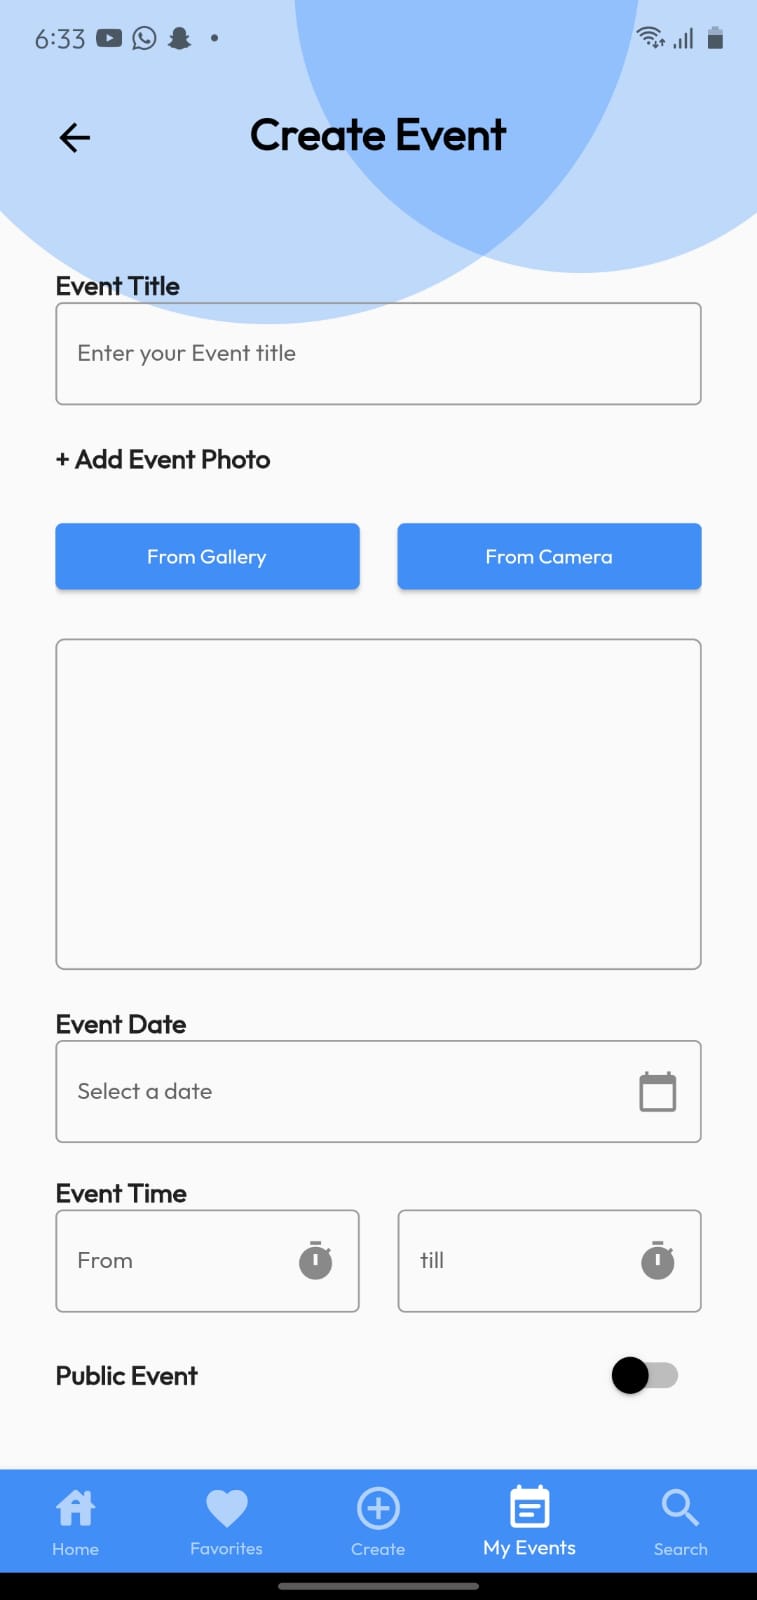 6:33
Create Event
Event Title
Enter your Event title
+ Add Event Photo
From Gallery
From Camera
Event Date
Select a date
Event Time
From
till
Public Event
Home
Favorites
Create
My Events
Search